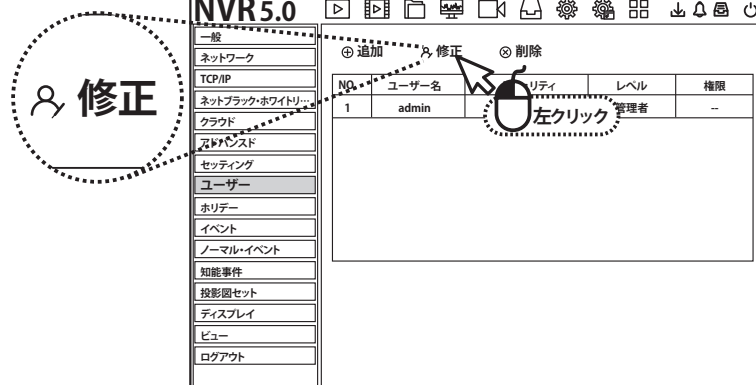 NVR 5.0
一般
ネットワーク
TCP/IP
ネットブラック・ホワイトリ…
クラウド
アドバンスド
セッティング
ユーザー
ホリデー
イベント
ノーマル・イベント
知能事件
投影図セット
ディスプレイ
ビュー
ログアウト
修正
追加 修正 削除
NO. ユーザー名 リティ レベル 権限
1 admin 管理者 --
左クリック